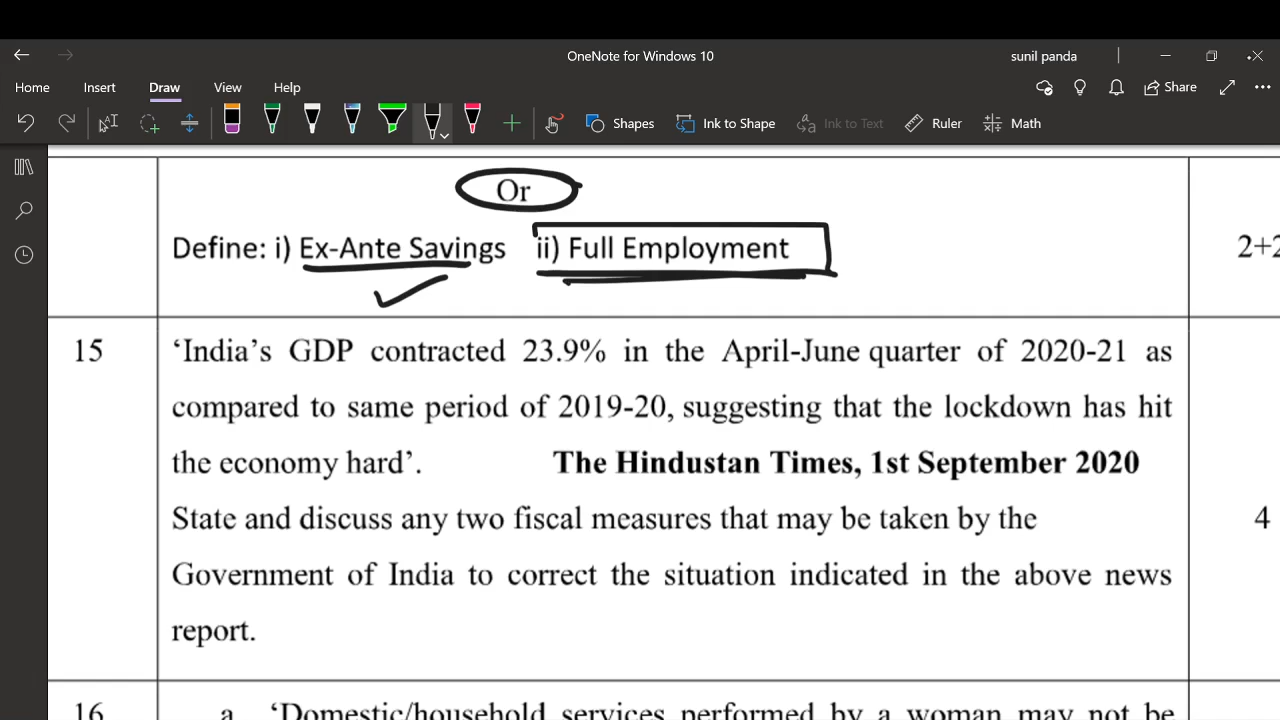 OneNote for Windows 10
sunil panda
Home Insert Draw View Help
Share
Shapes Ink to Shape Ink to Text Ruler Math
Or
Define: i) Ex-Ante Savings ii) Full Employment
15 ‘India’s GDP contracted 23.9% in the April-June quarter of 2020-21 as
compared to same period of 2019-20, suggesting that the lockdown has hit
the economy hard’. The Hindustan Times, 1st September 2020
State and discuss any two fiscal measures that may be taken by the
4
Government of India to correct the situation indicated in the above news
report.
16 a ‘Domestic/household services performed by a woman may not be